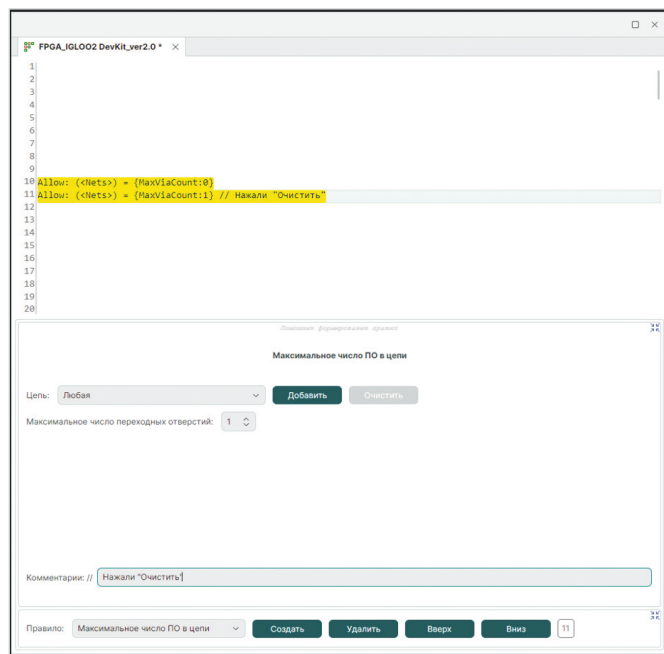 FPGA_IGLOO2 DevKit_ver2.0 *
1
2
3
4
5
6
7
8
9
10 Allow: (<Nets>) = {MaxViaCount:0}
11 Allow: (<Nets>) = {MaxViaCount:1} // Нажали "Очистить"
12
13
14
15
16
17
18
19
20
Помощник формирования правил
Максимальное число ПО в цепи
Цепь: Любая Добавить Очистить
Максимальное число переходных отверстий: 1
Комментарии: // Нажали "Очистить"
Правило: Максимальное число ПО в цепи Создать Удалить Вверх Вниз 11